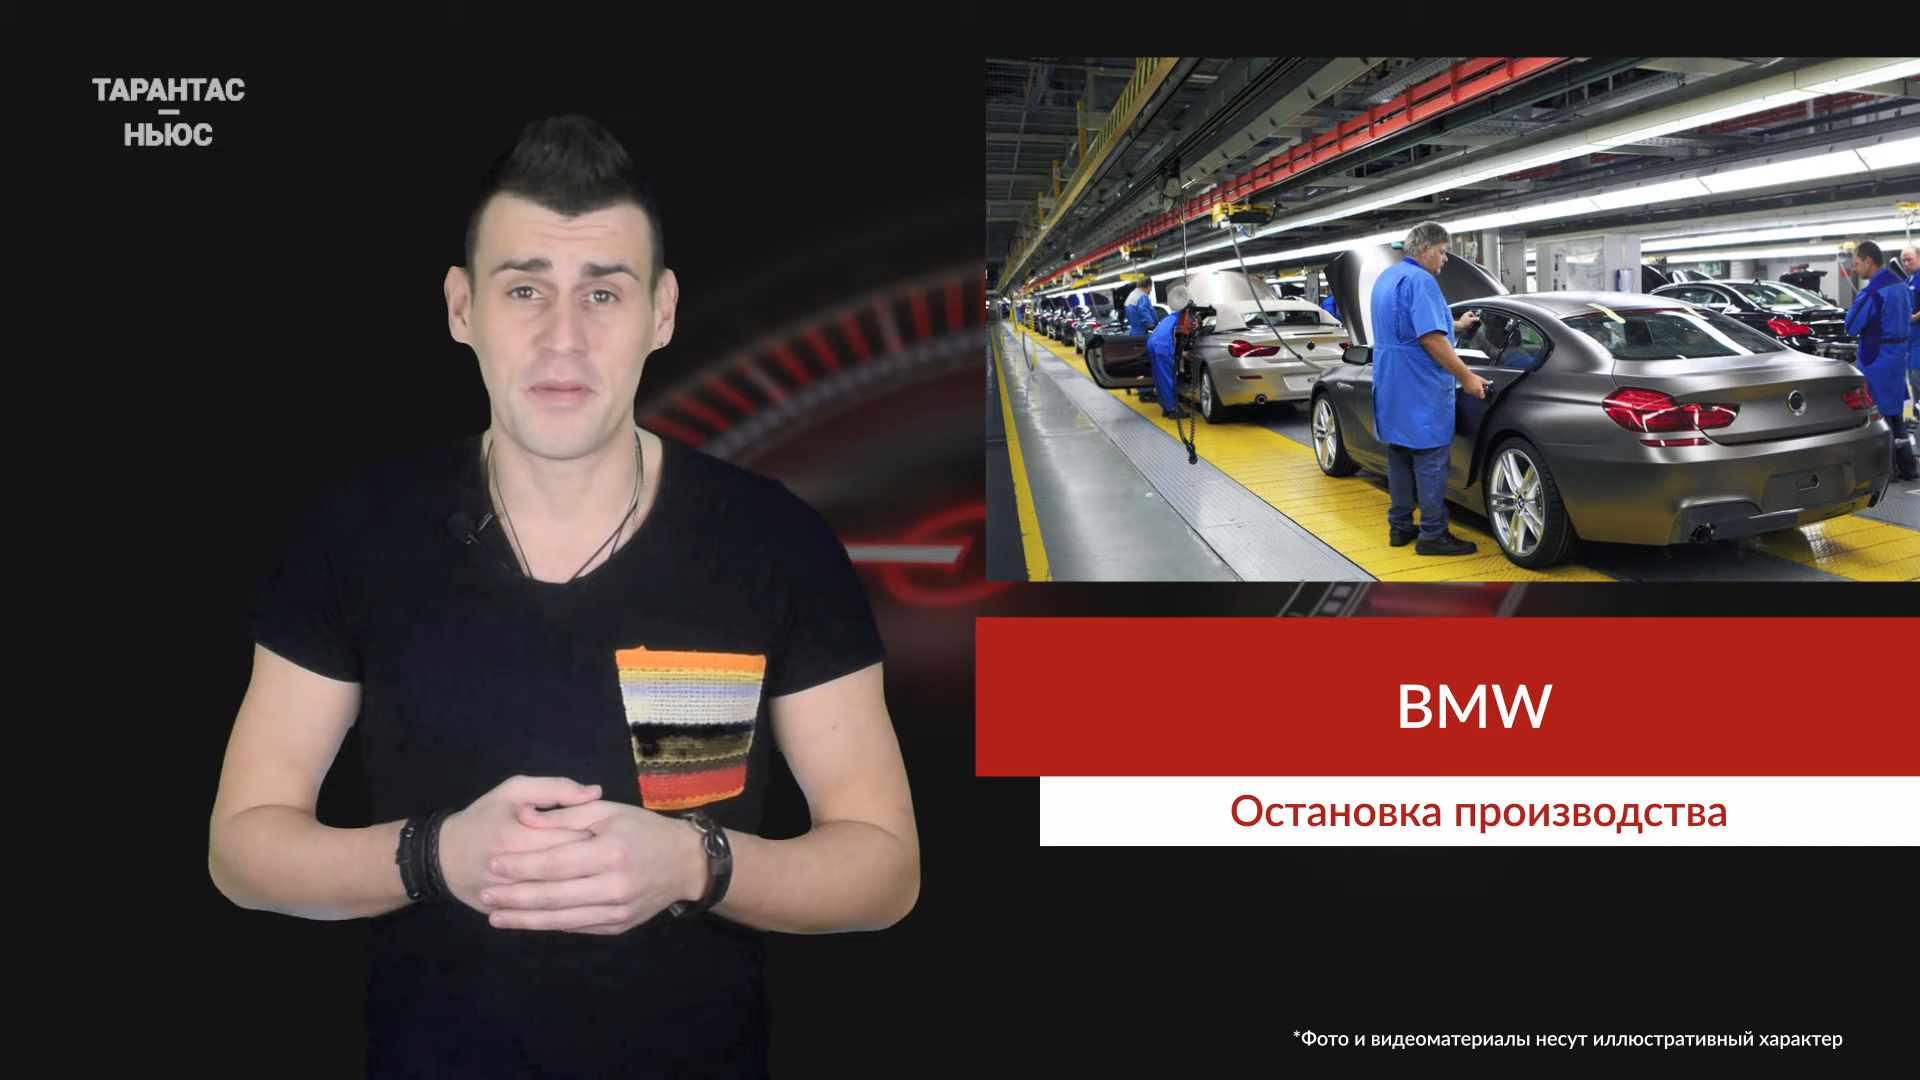 ТАРАНТАС
–
НЬЮС
BMW
Остановка производства
*Фото и видеоматериалы несут иллюстративный характер